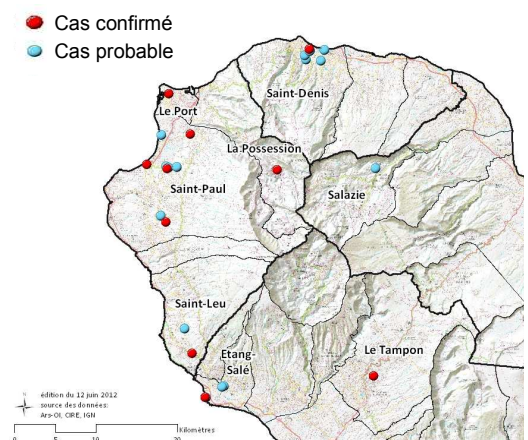 Cas confirmé
Cas probable
Saint-Denis
Le Port
La Possession
Saint-Paul
Salazie
Saint-Leu
Etang-
Salé
Le Tampon
N
édition du 12 juin 2012
source des données:
Ars-OI, CIRE, IGN
Kilomètres
0 5 10 20